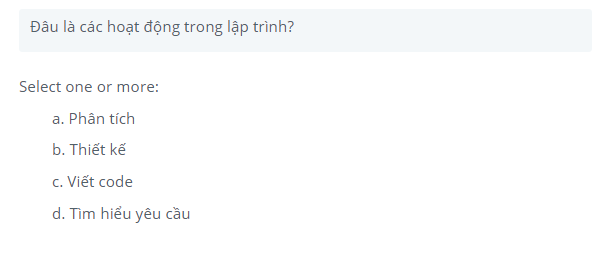 Đâu là các hoạt động trong lập trình?
Select one or more:
a. Phân tích
b. Thiết kế
c. Viết code
d. Tìm hiểu yêu cầu